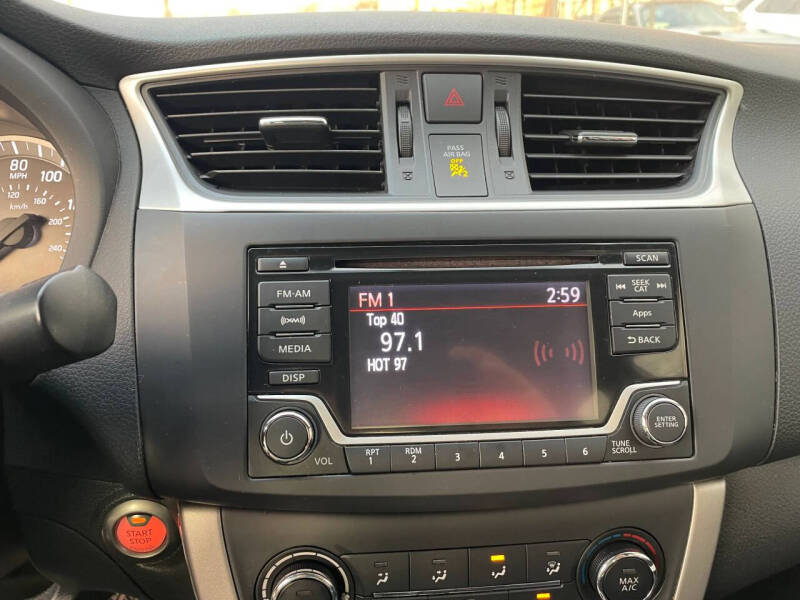 PASS
AIR BAG
OFF
80
100
MPH
120
160
km/h
200
240
SCAN
FM·AM
SEEK
CAT
((XM))
Apps
MEDIA
BACK
DISP
FM 1
2:59
Top 40
97.1
HOT 97
ENTER
SETTING
TUNE
SCROLL
VOL
RPT
1
RDM
2
3
4
5
6
START
STOP
MAX
A/C